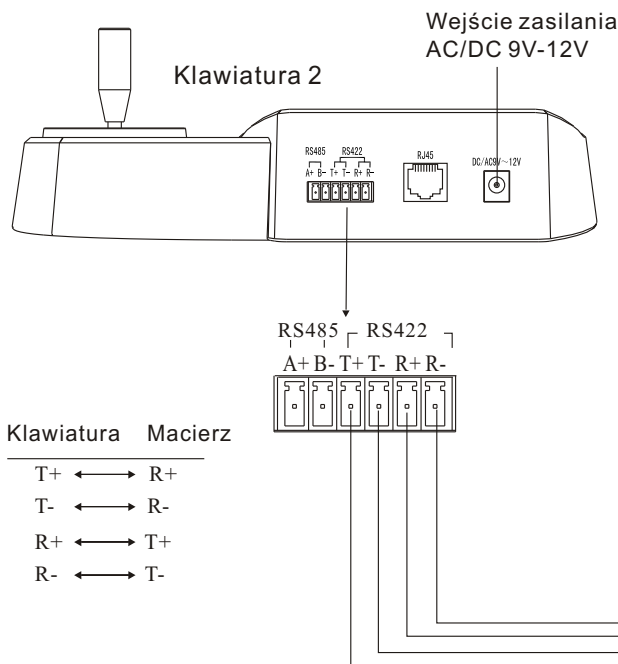 Wejście zasilania
AC/DC 9V-12V
Klawiatura 2
RS485 RS422 RJ45 DC/AC9V～12V
A+ B- T+ T- R+ R-
RS485 RS422
A+ B- T+ T- R+ R-
Klawiatura Macierz
T+ R+
T- R-
R+ T+
R- T-